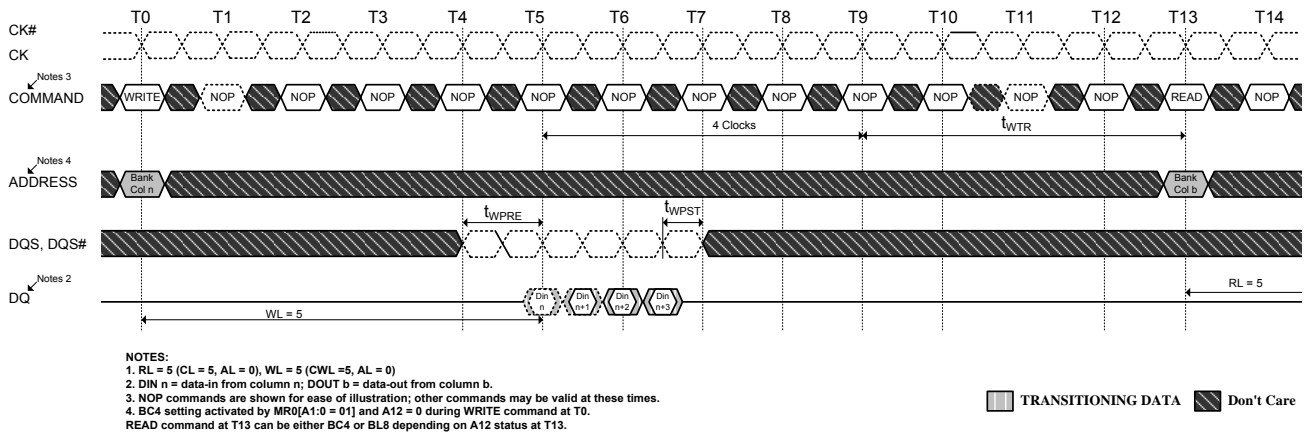 T0 T1 T2 T3 T4 T5 T6 T7 T8 T9 T10 T11 T12 T13 T14
CK#
CK
Notes 3
COMMAND WRITE NOP NOP NOP NOP NOP NOP NOP NOP NOP NOP NOP NOP READ NOP
4 Clocks tWTR
Notes 4
ADDRESS Bank Col n Bank Col b
tWPRE tWPST
DQS, DQS#
Notes 2
DQ Din n Din n+1 Din n+2 Din n+3
RL = 5
WL = 5
NOTES:
1. RL = 5 (CL = 5, AL = 0), WL = 5 (CWL =5, AL = 0)
2. DIN n = data-in from column n; DOUT b = data-out from column b.
3. NOP commands are shown for ease of illustration; other commands may be valid at these times.
4. BC4 setting activated by MR0[A1:0 = 01] and A12 = 0 during WRITE command at T0.
READ command at T13 can be either BC4 or BL8 depending on A12 status at T13.
TRANSITIONING DATA Don't Care